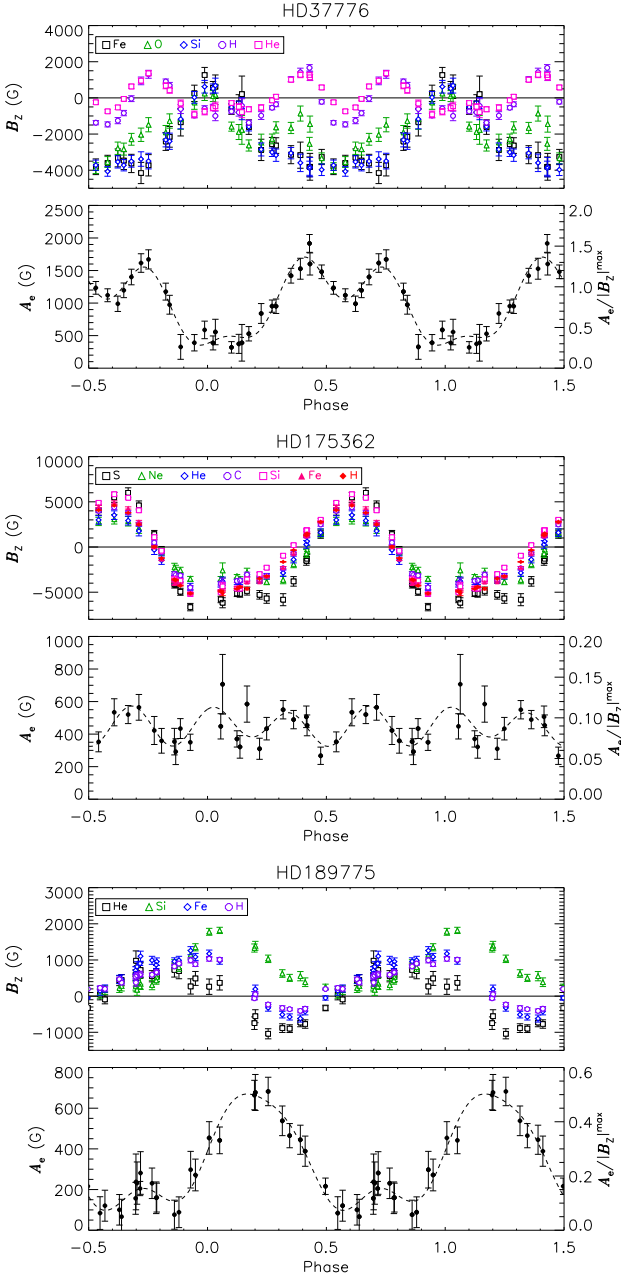 HD37776
Fe O Si H He
4000
2000
0
−2000
−4000
B_Z (G)
2500
2000
1500
1000
500
0
A_e (G)
2.0
1.5
1.0
0.5
0.0
A_e/|B_Z|^max
−0.5 0.0 0.5 1.0 1.5
Phase
HD175362
S Ne He C Si Fe H
10000
5000
0
−5000
B_Z (G)
1000
800
600
400
200
0
A_e (G)
0.20
0.15
0.10
0.05
0.00
A_e/|B_Z|^max
−0.5 0.0 0.5 1.0 1.5
Phase
HD189775
He Si Fe H
3000
2000
1000
0
−1000
B_Z (G)
800
600
400
200
0
A_e (G)
0.6
0.4
0.2
0.0
A_e/|B_Z|^max
−0.5 0.0 0.5 1.0 1.5
Phase